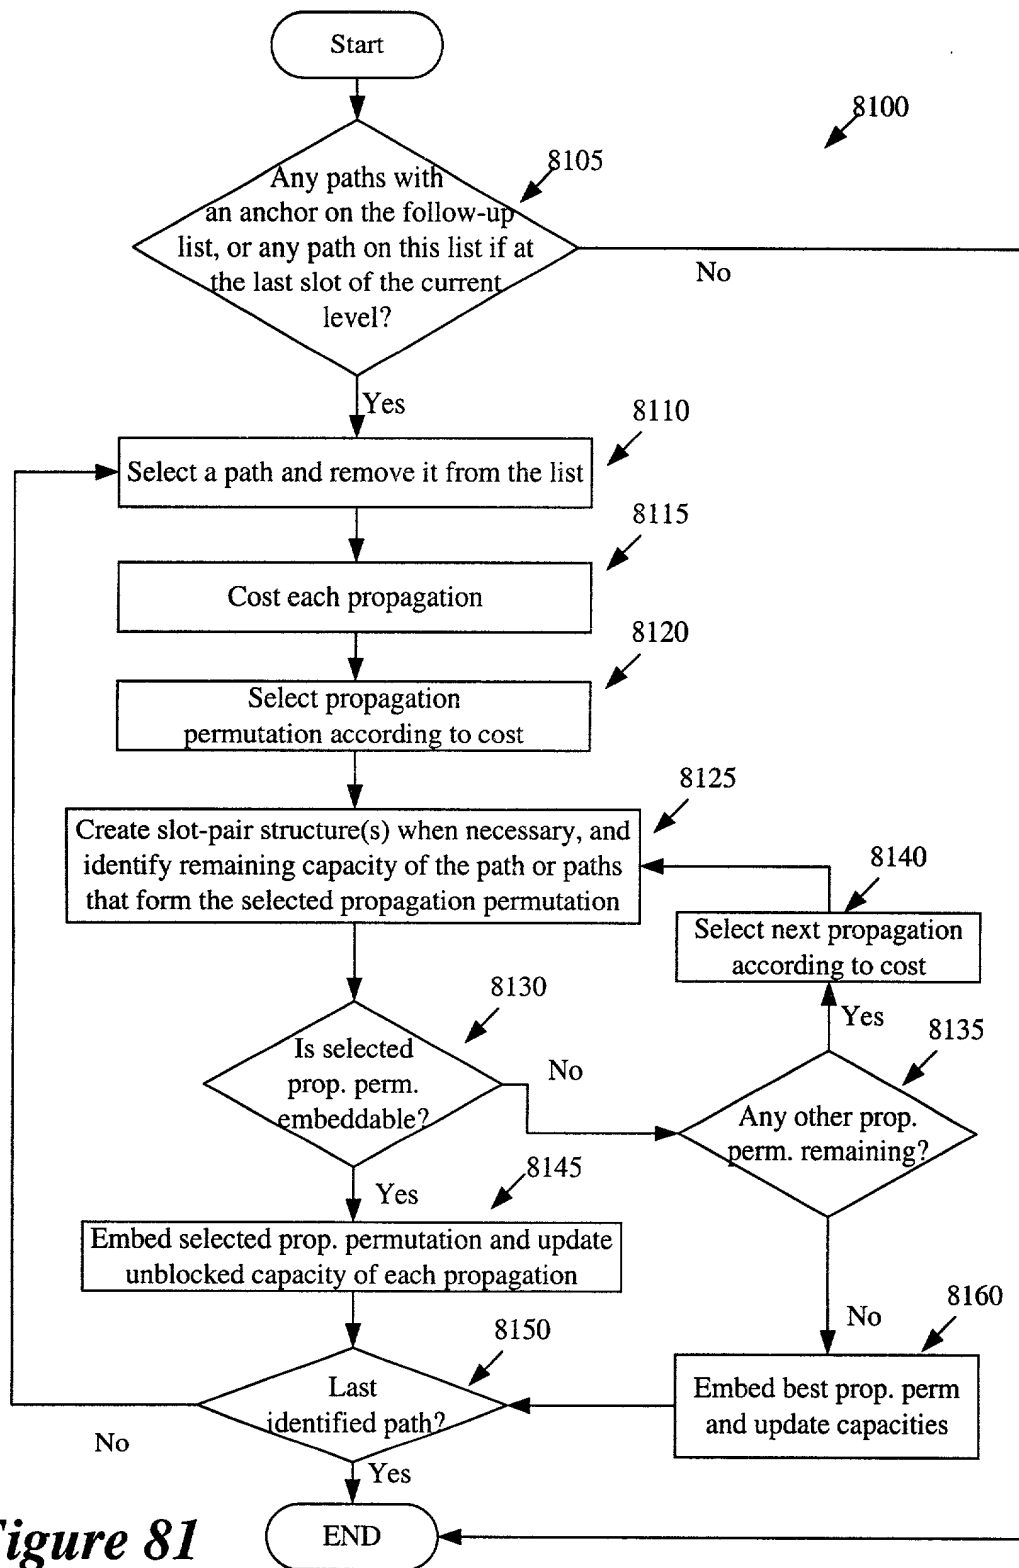 Start
8100
8105
Any paths with
an anchor on the follow-up
list, or any path on this list if at
the last slot of the current
level?
No
Yes
8110
Select a path and remove it from the list
8115
Cost each propagation
8120
Select propagation
permutation according to cost
8125
Create slot-pair structure(s) when necessary, and
identify remaining capacity of the path or paths
that form the selected propagation permutation
8140
Select next propagation
according to cost
8130
Is selected
prop. perm.
embeddable?
No
Yes
8135
Any other prop.
perm. remaining?
8145
Yes
Embed selected prop. permutation and update
unblocked capacity of each propagation
No
8160
Embed best prop. perm
and update capacities
8150
Last
identified path?
No
Yes
END
Figure 81